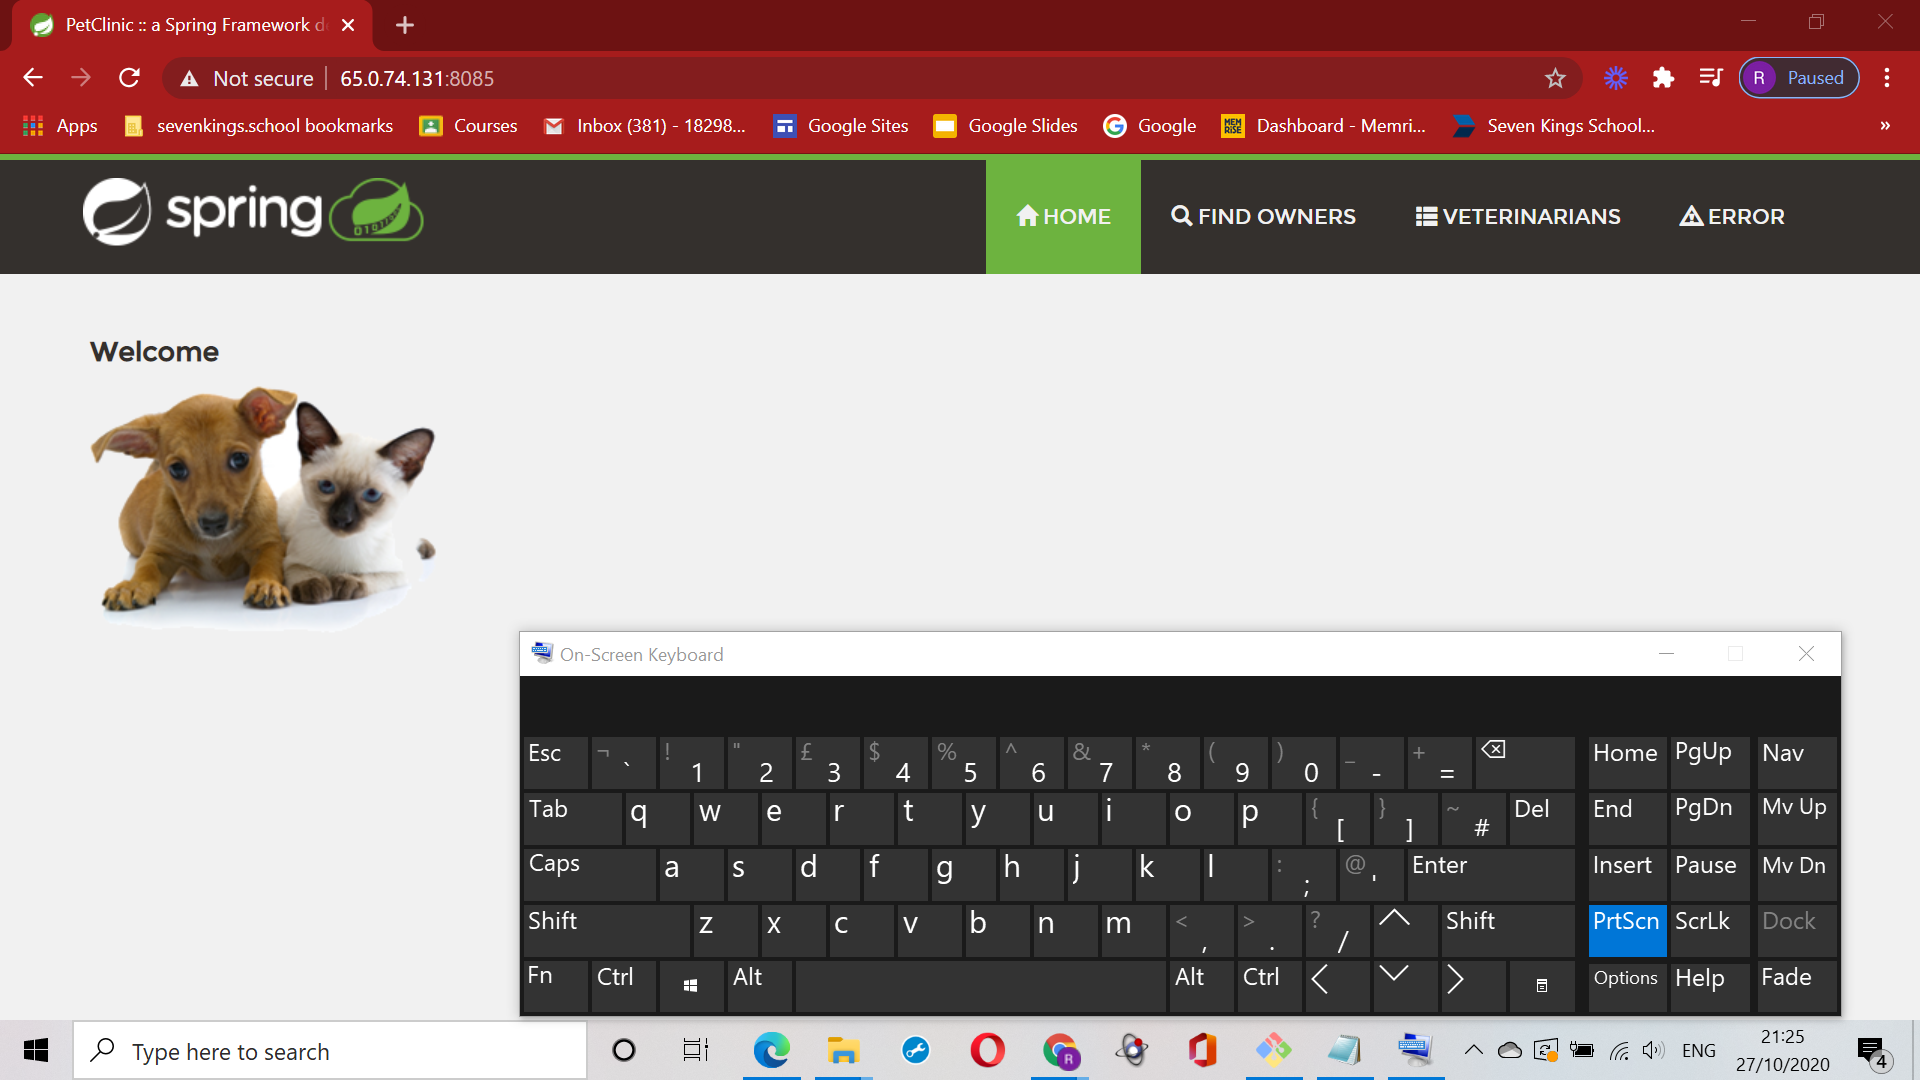 PetClinic :: a Spring Framework d
Not secure 65.0.74.131:8085
R Paused
Apps sevenkings.school bookmarks Courses Inbox (381) - 18298... Google Sites Google Slides Google Dashboard - Memri... Seven Kings School... »
spring
HOME FIND OWNERS VETERINARIANS ERROR
Welcome
On-Screen Keyboard
Esc ¬ ` ! 1 " 2 £ 3 $ 4 % 5 ^ 6 & 7 * 8 ( 9 ) 0 _ - + = Home PgUp Nav
Tab q w e r t y u i o p { [ } ] ~ # Del End PgDn Mv Up
Caps a s d f g h j k l : ; @ ' Enter Insert Pause Mv Dn
Shift z x c v b n m < , > . ? / Shift PrtScn ScrLk Dock
Fn Ctrl Alt Alt Ctrl Options Help Fade
Type here to search
R
ENG
21:25
27/10/2020
4